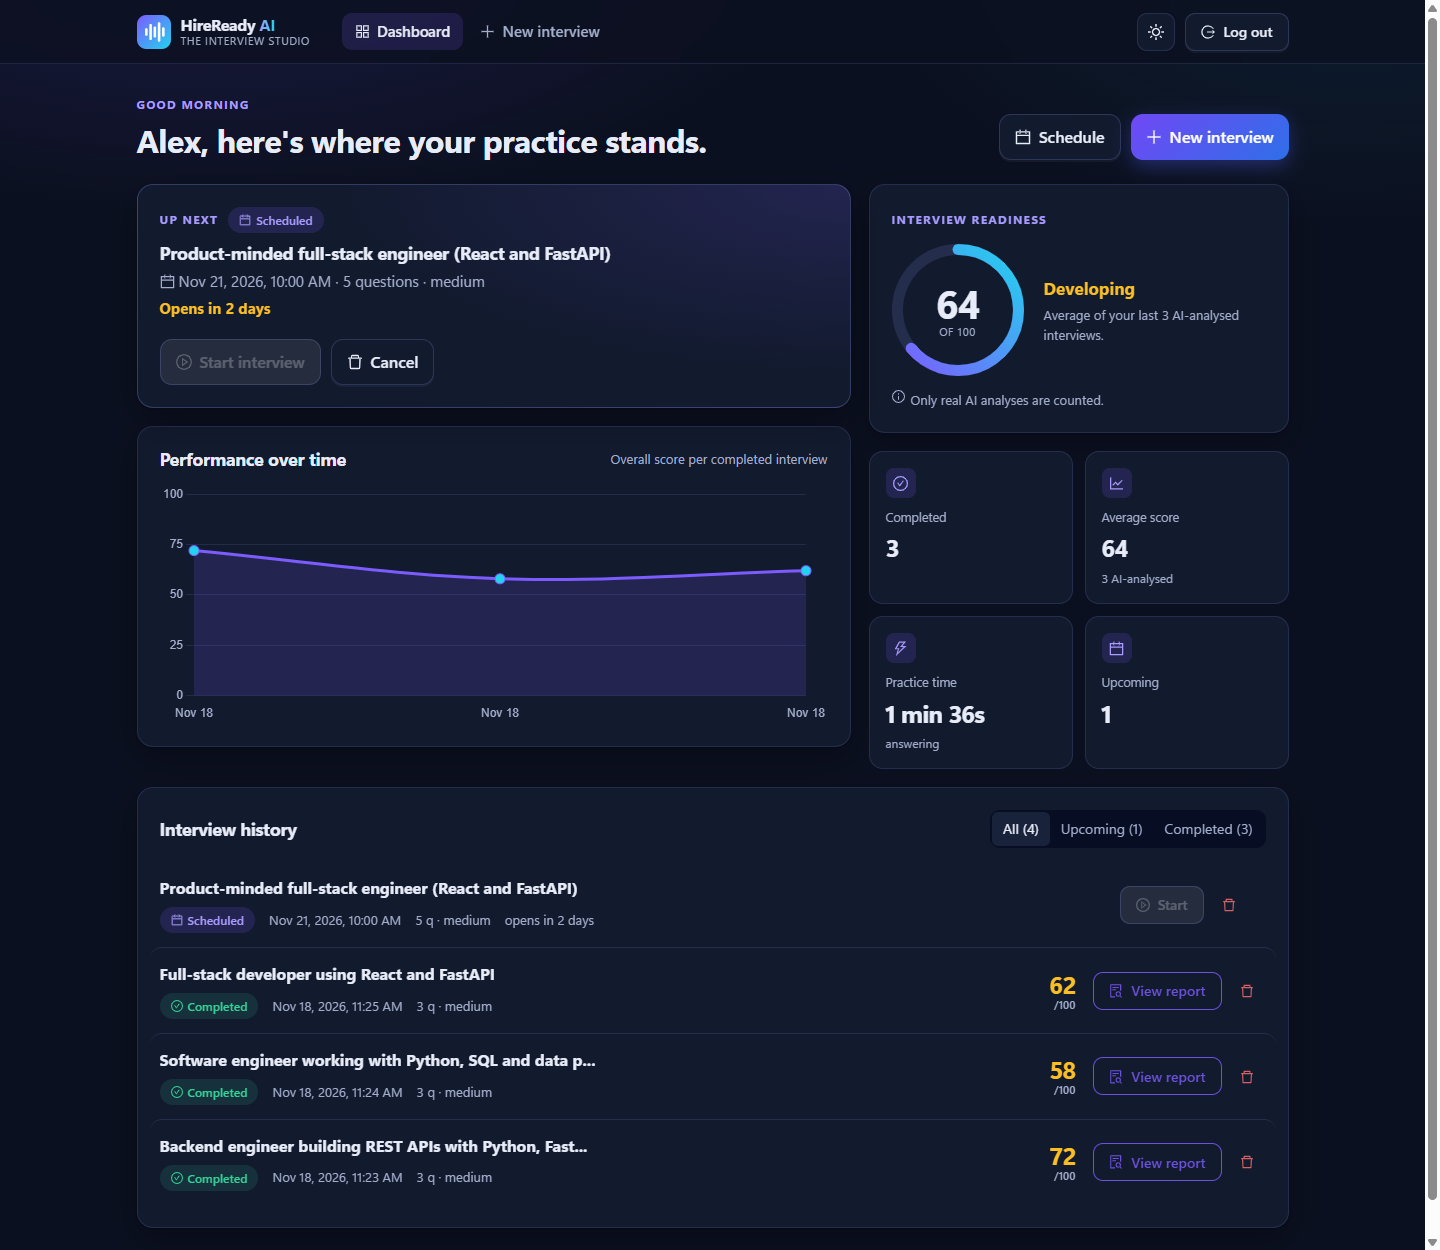 HireReady AI
THE INTERVIEW STUDIO
Dashboard
New interview
Log out
GOOD MORNING
Alex, here's where your practice stands.
Schedule
New interview
UP NEXT
Scheduled
Product-minded full-stack engineer (React and FastAPI)
Nov 21, 2026, 10:00 AM · 5 questions · medium
Opens in 2 days
Start interview
Cancel
INTERVIEW READINESS
64
OF 100
Developing
Average of your last 3 AI-analysed
interviews.
Only real AI analyses are counted.
Performance over time
Overall score per completed interview
100
75
50
25
0
Nov 18
Nov 18
Nov 18
Completed
3
Average score
64
3 AI-analysed
Practice time
1 min 36s
answering
Upcoming
1
Interview history
All (4)
Upcoming (1)
Completed (3)
Product-minded full-stack engineer (React and FastAPI)
Scheduled
Nov 21, 2026, 10:00 AM
5 q · medium
opens in 2 days
Start
Full-stack developer using React and FastAPI
Completed
Nov 18, 2026, 11:25 AM
3 q · medium
62
/100
View report
Software engineer working with Python, SQL and data p...
Completed
Nov 18, 2026, 11:24 AM
3 q · medium
58
/100
View report
Backend engineer building REST APIs with Python, Fast...
Completed
Nov 18, 2026, 11:23 AM
3 q · medium
72
/100
View report